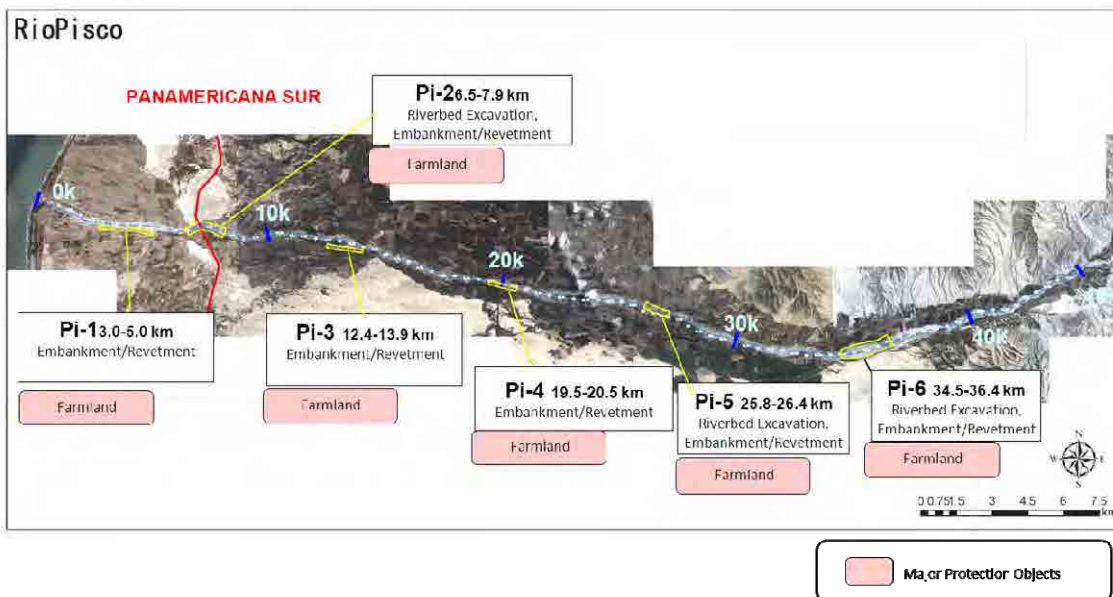 RioPisco
PANAMERICANA SUR
Pi-2 6.5-7.9 km
Riverbed Excavation,
Embankment/Revetment
Farmland
0k
10k
20k
30k
40k
Pi-1 3.0-5.0 km
Embankment/Revetment
Farmland
Pi-3 12.4-13.9 km
Embankment/Revetment
Farmland
Pi-4 19.5-20.5 km
Embankment/Revetment
Farmland
Pi-5 25.8-26.4 km
Riverbed Excavation,
Embankment/Revetment
Farmland
Pi-6 34.5-36.4 km
Riverbed Excavation,
Embankment/Revetment
Farmland
N
W E
S
0 0.75 1.5 3 4.5 6 7.5
km
Major Protection Objects